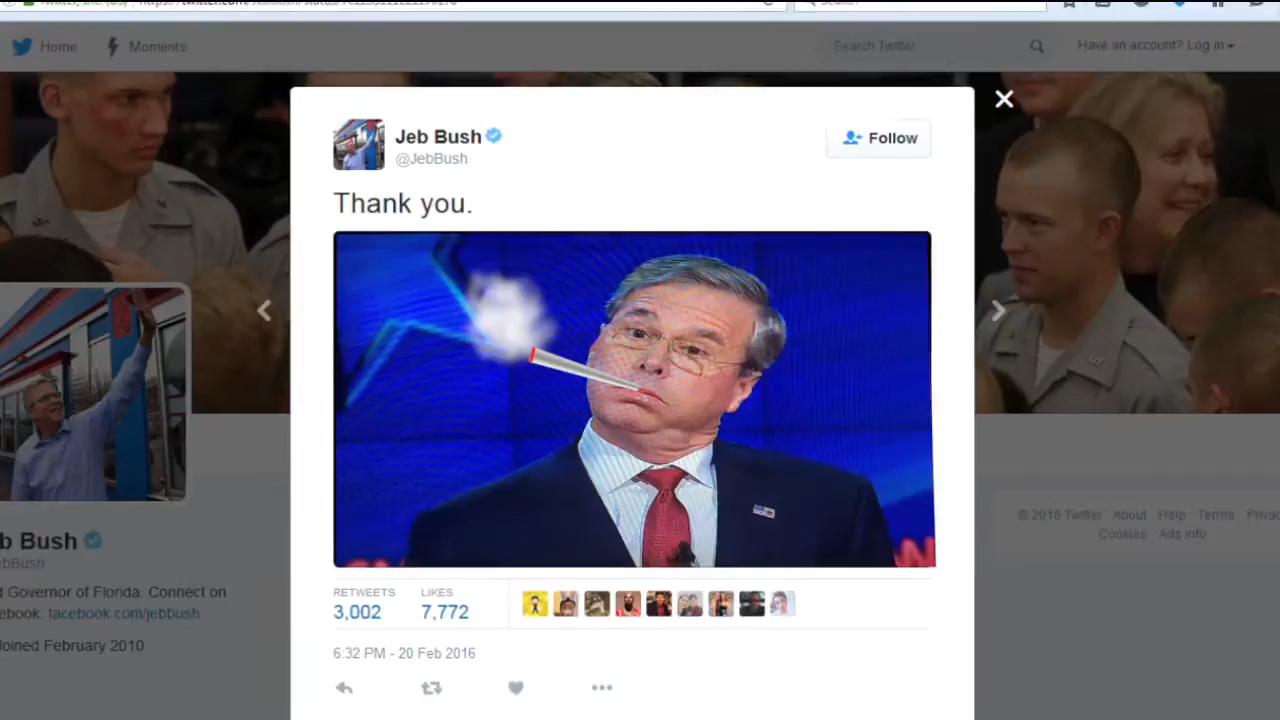 Home
Moments
Search Twitter
Have an account? Log in
Jeb Bush
@JebBush
Follow
Thank you.
RETWEETS
LIKES
3,002
7,772
6:32 PM - 20 Feb 2016
b Bush
ebBush
d Governor of Florida. Connect on
ebook. facebook.com/jebbush
Joined February 2010
© 2016 Twitter About Help Terms Privac
Cookies Ads info